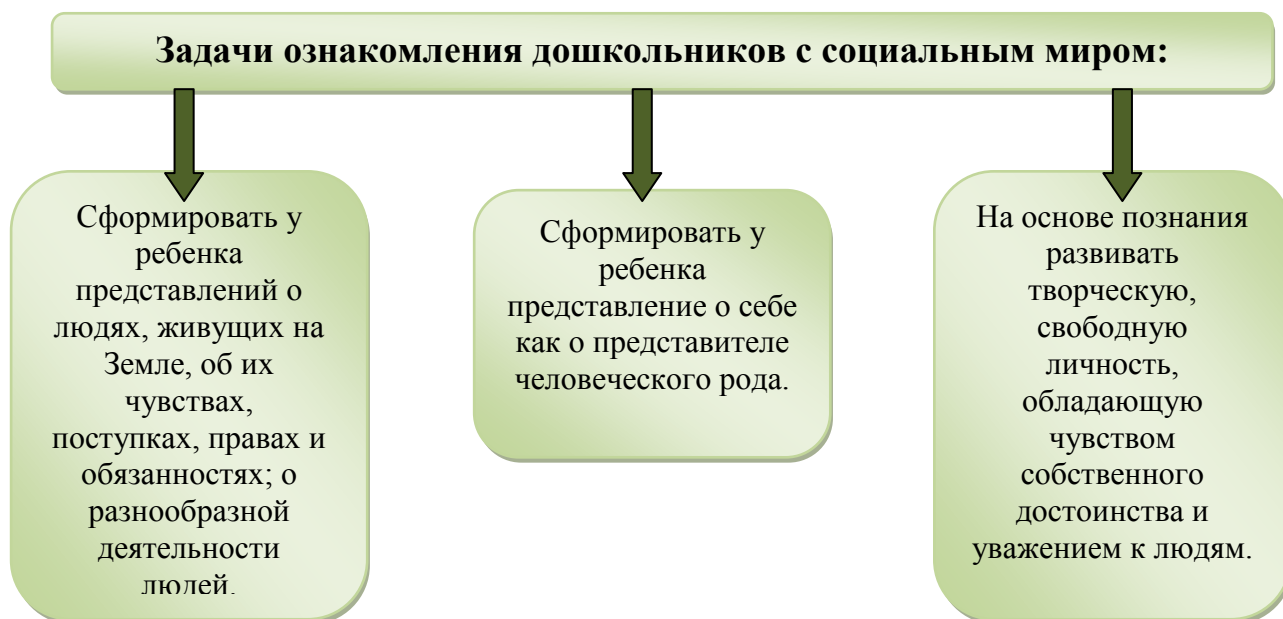 Задачи ознакомления дошкольников с социальным миром:
Сформировать у
ребенка
представлений о
людях, живущих на
Земле, об их
чувствах,
поступках, правах и
обязанностях; о
разнообразной
деятельности
людей.
Сформировать у
ребенка
представление о себе
как о представителе
человеческого рода.
На основе познания
развивать
творческую,
свободную
личность,
обладающую
чувством
собственного
достоинства и
уважением к людям.